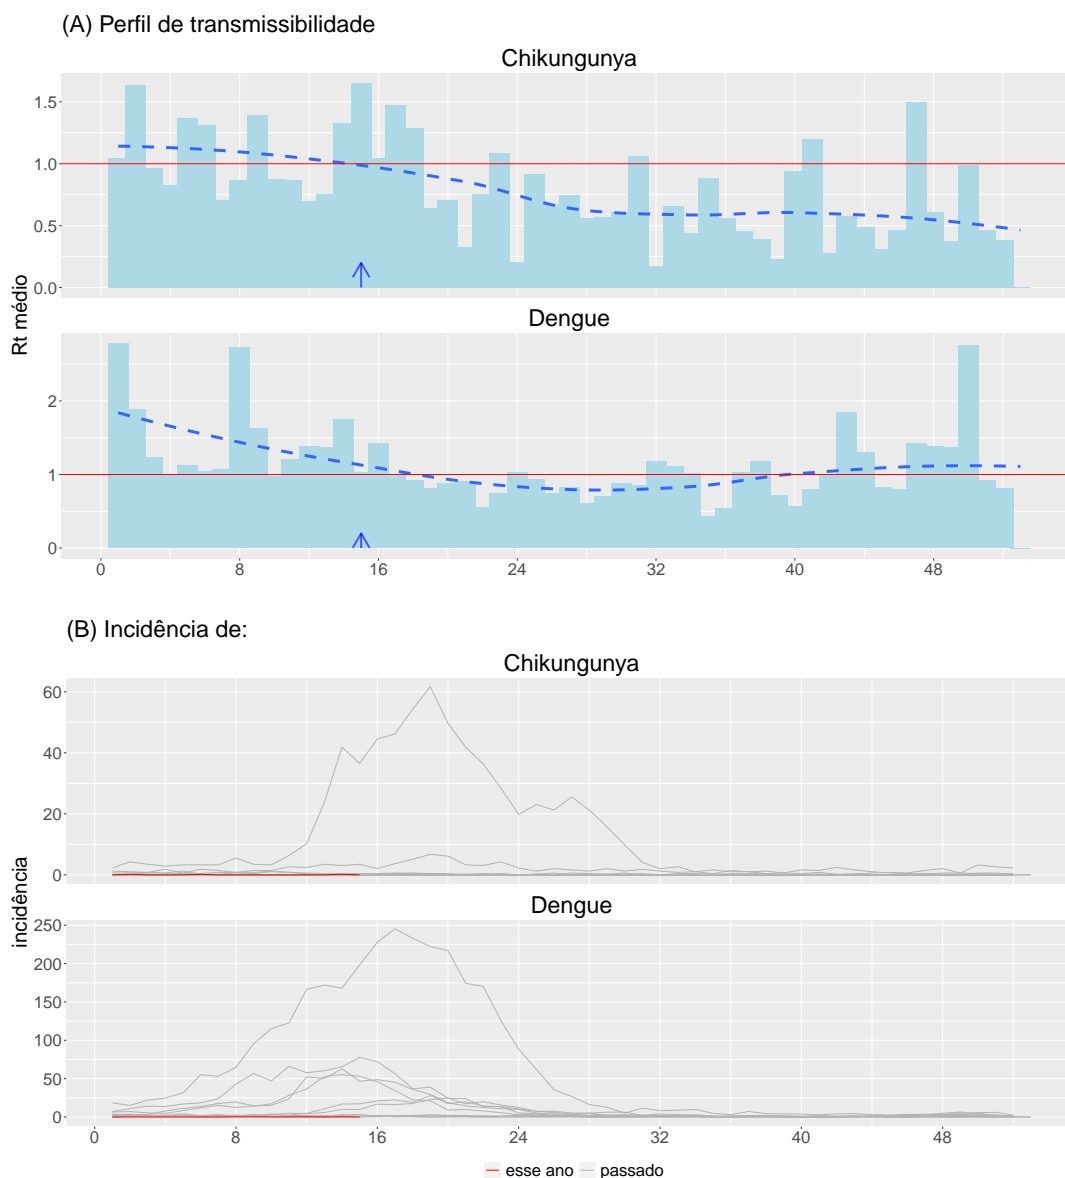 (A) Perfil de transmissibilidade
Chikungunya
1.5
1.0
0.5
0.0
Rt médio
Dengue
2
1
0
0 8 16 24 32 40 48
(B) Incidência de:
Chikungunya
60
40
20
0
incidência
Dengue
250
200
150
100
50
0
0 8 16 24 32 40 48
esse ano passado